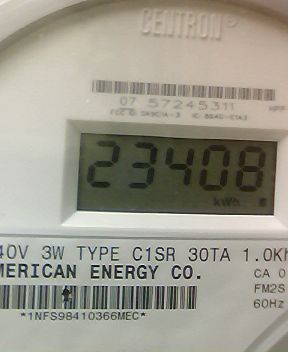 CENTRON®
07 57245311
23408
kWh
40V 3W TYPE C1SR 30TA 1.0Kh
MERICAN ENERGY CO.
CA 0
FM2S
60Hz
*1NFS98410366MEC*